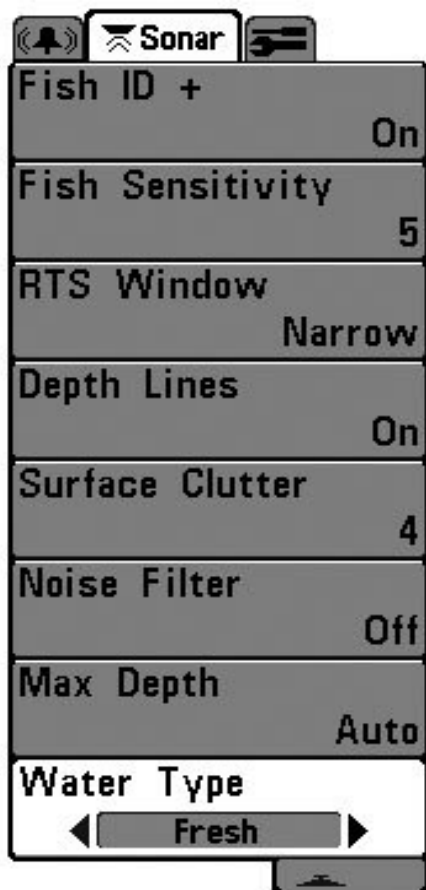 Sonar
Fish ID +
On
Fish Sensitivity
5
RTS Window
Narrow
Depth Lines
On
Surface Clutter
4
Noise Filter
Off
Max Depth
Auto
Water Type
Fresh